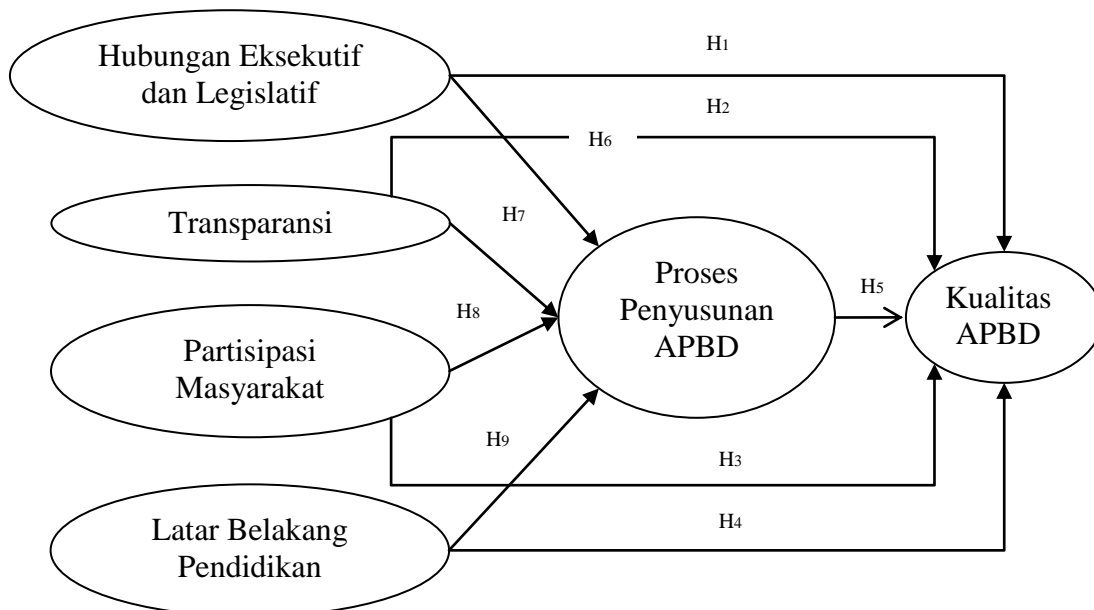 Hubungan Eksekutif
dan Legislatif
H1
H2
H6
Transparansi
H7
Proses
Penyusunan
APBD
H5
Kualitas
APBD
H8
Partisipasi
Masyarakat
H9
H3
Latar Belakang
Pendidikan
H4